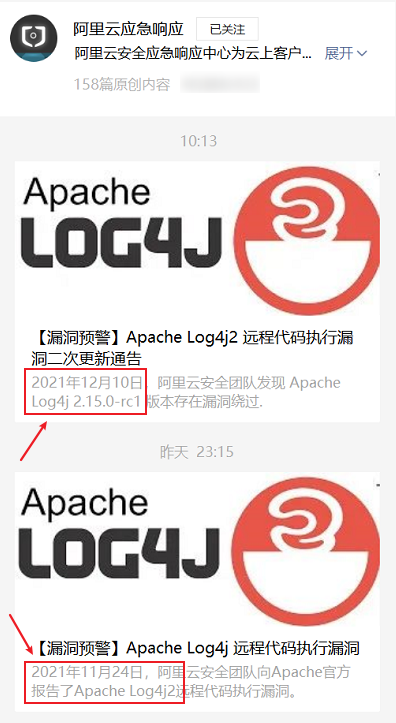 阿里云应急响应 已关注
阿里云安全应急响应中心为云上客户... 展开
158篇原创内容
10:13
Apache
LOG4J
【漏洞预警】Apache Log4j2 远程代码执行漏
洞二次更新通告
2021年12月10日，阿里云安全团队发现 Apache
Log4j 2.15.0-rc1 版本存在漏洞绕过.
昨天 23:15
Apache
LOG4J
【漏洞预警】Apache Log4j 远程代码执行漏洞
2021年11月24日，阿里云安全团队向Apache官方
报告了Apache Log4j2远程代码执行漏洞。